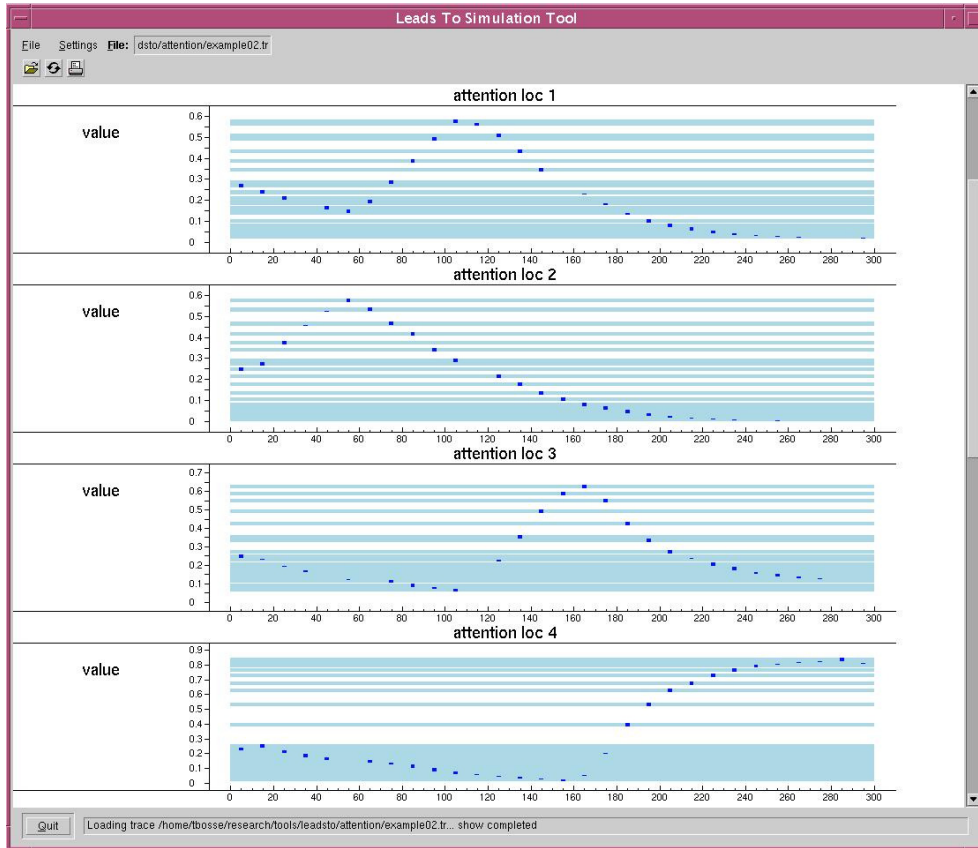 Leads To Simulation Tool
File Settings File: dsto/attention/example02.tr
attention loc 1
value
0.6
0.5
0.4
0.3
0.2
0.1
0
0 20 40 60 80 100 120 140 160 180 200 220 240 260 280 300
attention loc 2
value
0.6
0.5
0.4
0.3
0.2
0.1
0
0 20 40 60 80 100 120 140 160 180 200 220 240 260 280 300
attention loc 3
value
0.7
0.6
0.5
0.4
0.3
0.2
0.1
0
0 20 40 60 80 100 120 140 160 180 200 220 240 260 280 300
attention loc 4
value
0.9
0.8
0.7
0.6
0.5
0.4
0.3
0.2
0.1
0
0 20 40 60 80 100 120 140 160 180 200 220 240 260 280 300
Quit Loading trace /home/tbosse/research/tools/leadsto/attention/example02.tr... show completed